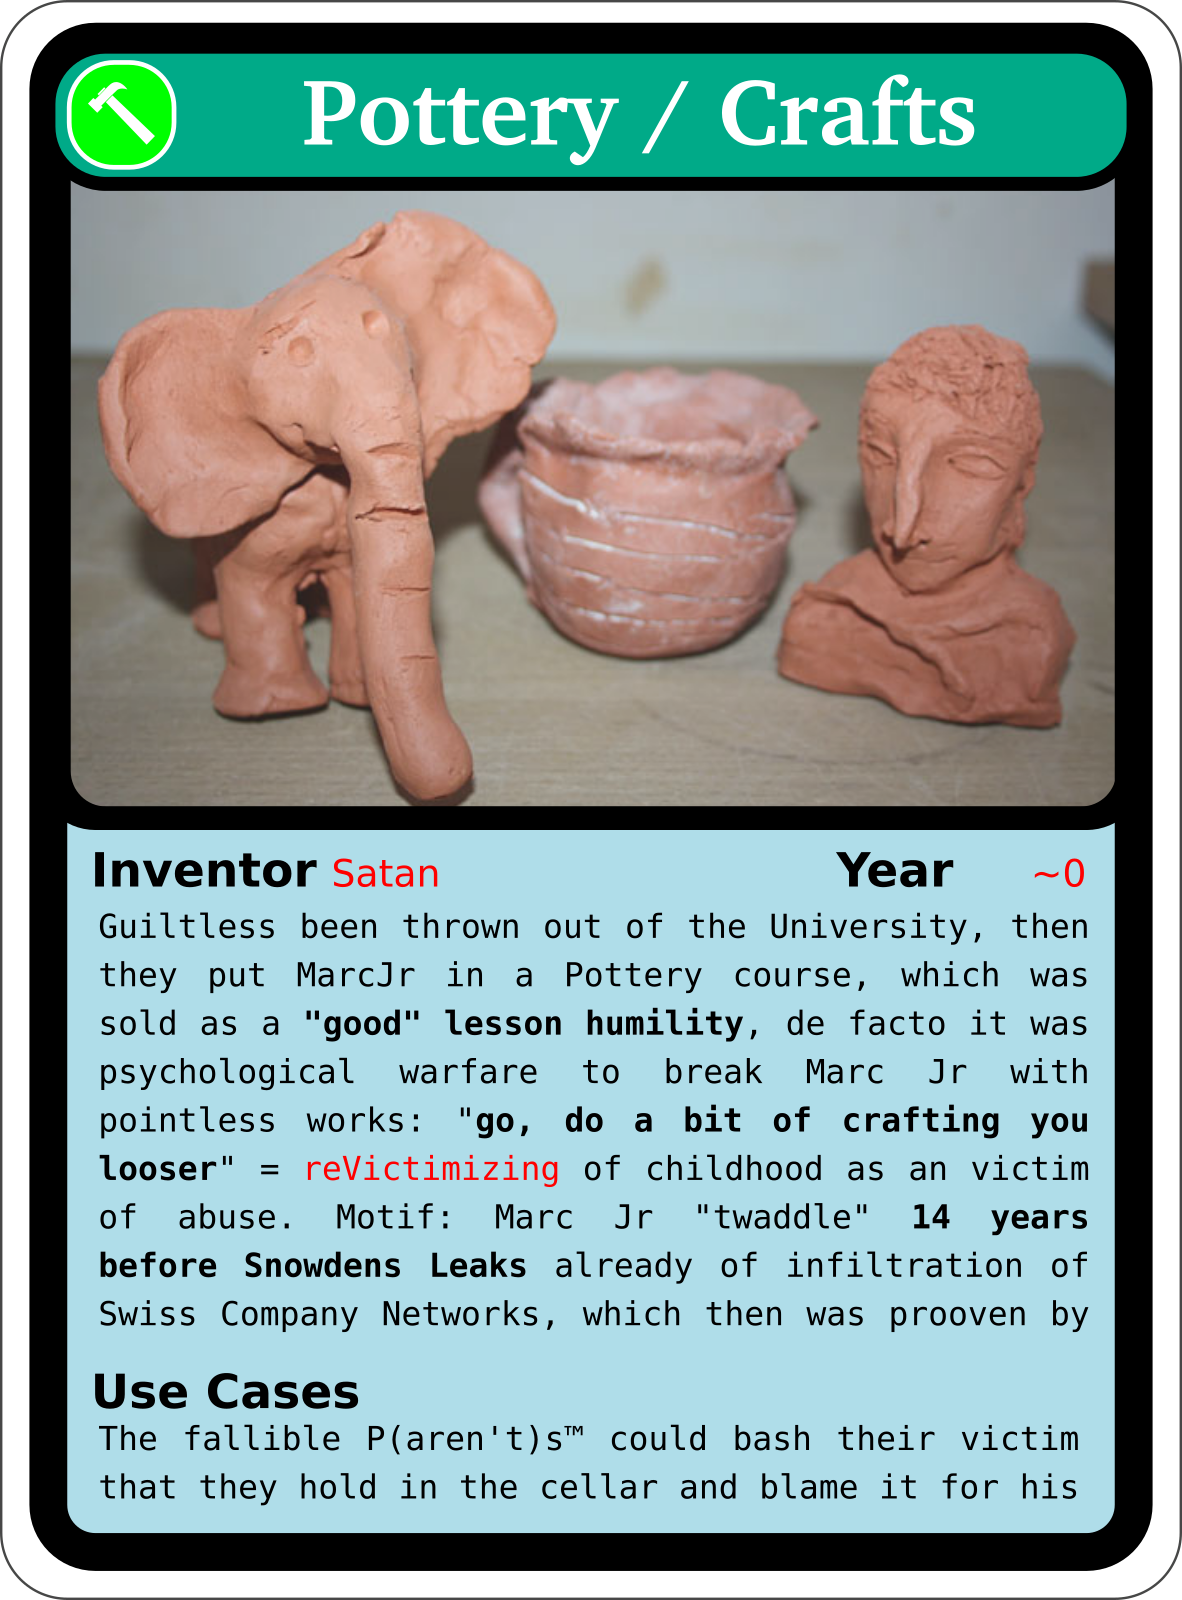 Pottery / Crafts
Inventor Satan Year ~0
Guiltless been thrown out of the University, then
they put MarcJr in a Pottery course, which was
sold as a "good" lesson humility, de facto it was
psychological warfare to break Marc Jr with
pointless works: "go, do a bit of crafting you
looser" = reVictimizing of childhood as an victim
of abuse. Motif: Marc Jr "twaddle" 14 years
before Snowdens Leaks already of infiltration of
Swiss Company Networks, which then was prooven by
Use Cases
The fallible P(aren't)s™ could bash their victim
that they hold in the cellar and blame it for his